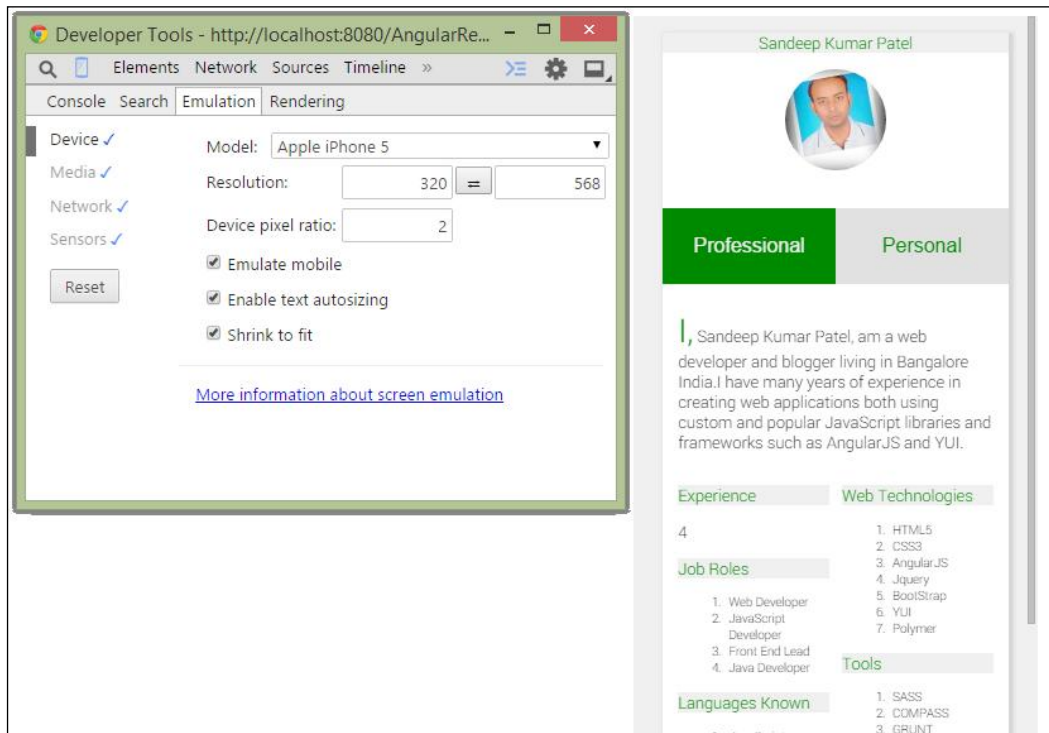 Developer Tools - http://localhost:8080/AngularRe...
Elements Network Sources Timeline »
Console Search Emulation Rendering
Device ✓
Media ✓
Network ✓
Sensors ✓
Reset
Model: Apple iPhone 5
Resolution: 320 = 568
Device pixel ratio: 2
Emulate mobile
Enable text autosizing
Shrink to fit
More information about screen emulation
Sandeep Kumar Patel
Professional Personal
I, Sandeep Kumar Patel, am a web
developer and blogger living in Bangalore
India.I have many years of experience in
creating web applications both using
custom and popular JavaScript libraries and
frameworks such as AngularJS and YUI.
Experience
4
Job Roles
1. Web Developer
2. JavaScript
Developer
3. Front End Lead
4. Java Developer
Languages Known
Web Technologies
1. HTML5
2. CSS3
3. AngularJS
4. Jquery
5. BootStrap
6. YUI
7. Polymer
Tools
1. SASS
2. COMPASS
3. GRUNT